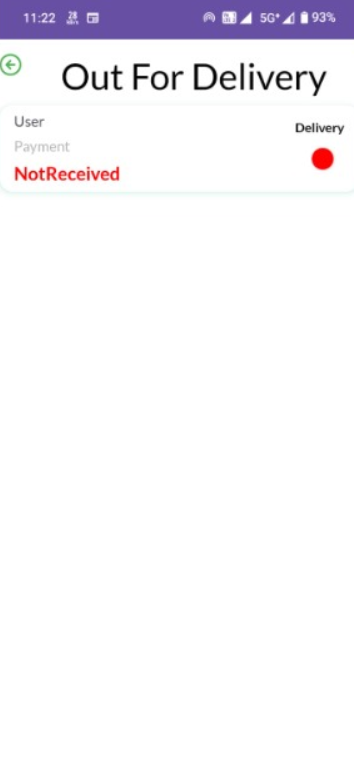 11:22
5G+ 93%
Out For Delivery
User
Delivery
Payment
NotReceived